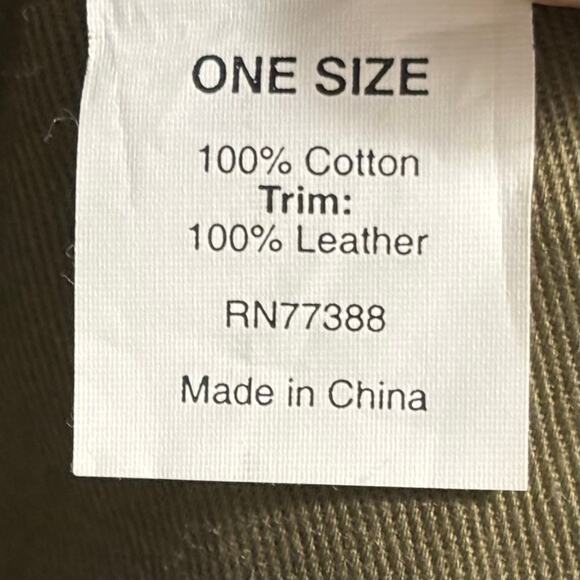 ONE SIZE
100% Cotton
Trim:
100% Leather
RN77388
Made in China